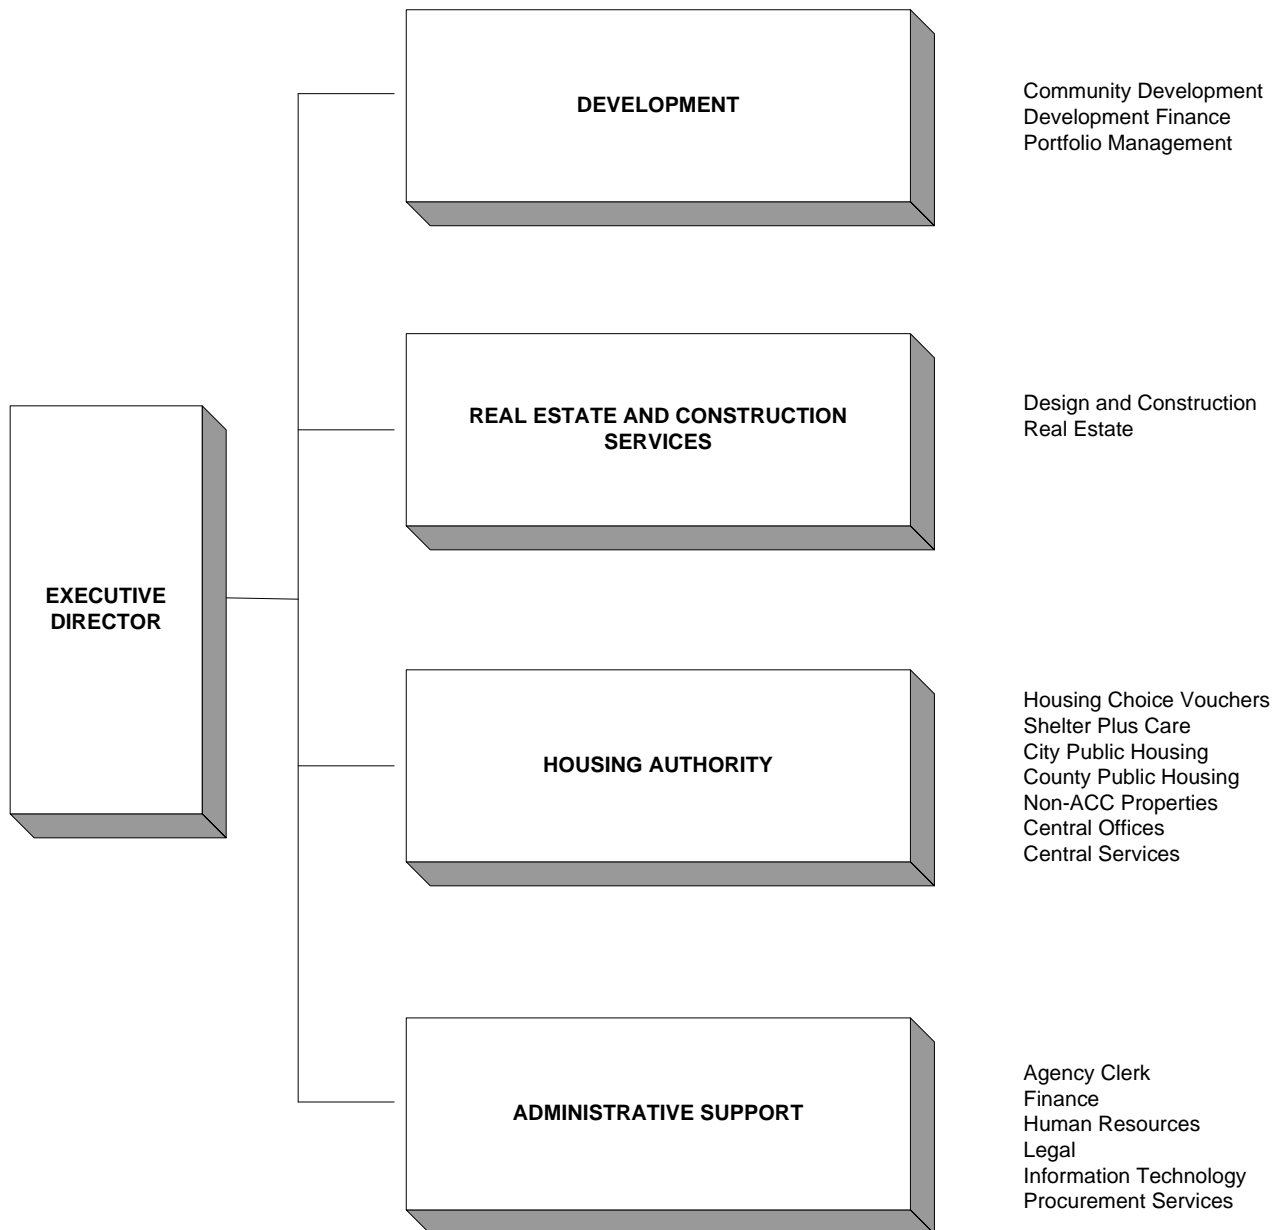 DEVELOPMENT
Community Development
Development Finance
Portfolio Management
REAL ESTATE AND CONSTRUCTION
SERVICES
Design and Construction
Real Estate
EXECUTIVE
DIRECTOR
HOUSING AUTHORITY
Housing Choice Vouchers
Shelter Plus Care
City Public Housing
County Public Housing
Non-ACC Properties
Central Offices
Central Services
ADMINISTRATIVE SUPPORT
Agency Clerk
Finance
Human Resources
Legal
Information Technology
Procurement Services